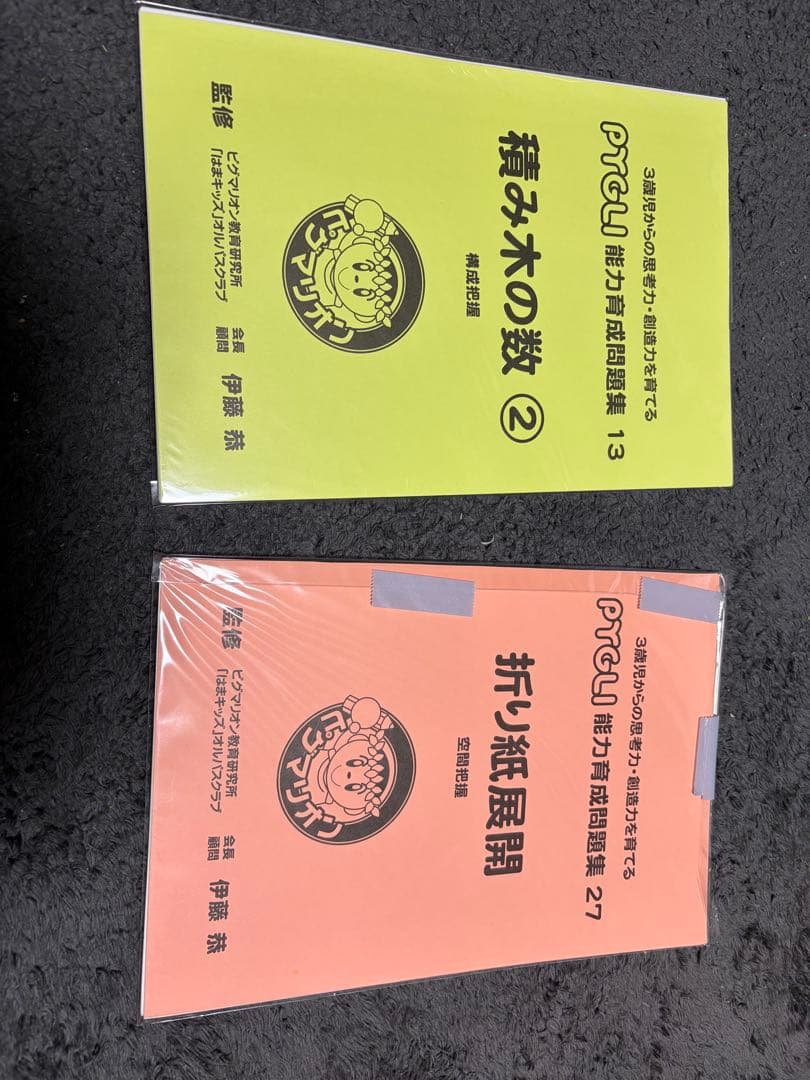 3歳児からの思考力・創造力を育てる
PYGLI 能力育成問題集 13
積み木の数 ②
構成把握
ピグマリオン
監修 ピグマリオン教育研究所 会長
「はまキッズ」オルパスクラブ 顧問
伊藤 恭
3歳児からの思考力・創造力を育てる
PYGLI 能力育成問題集 27
折り紙展開
空間把握
ピグマリオン
監修 ピグマリオン教育研究所 会長
「はまキッズ」オルパスクラブ 顧問
伊藤 恭